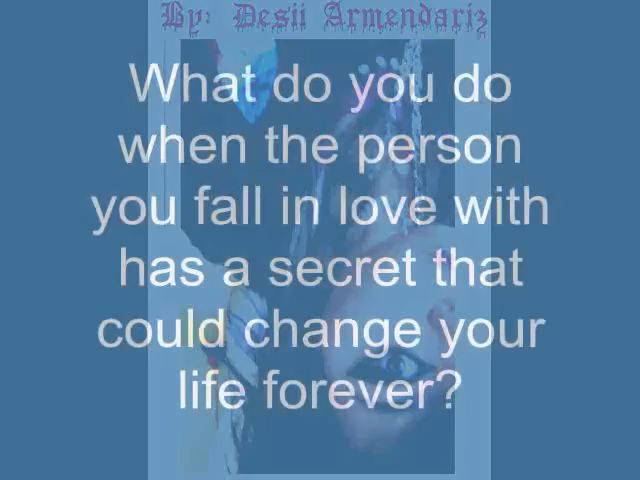 By: Desii Armendariz
What do you do
when the person
you fall in love with
has a secret that
could change your
life forever?